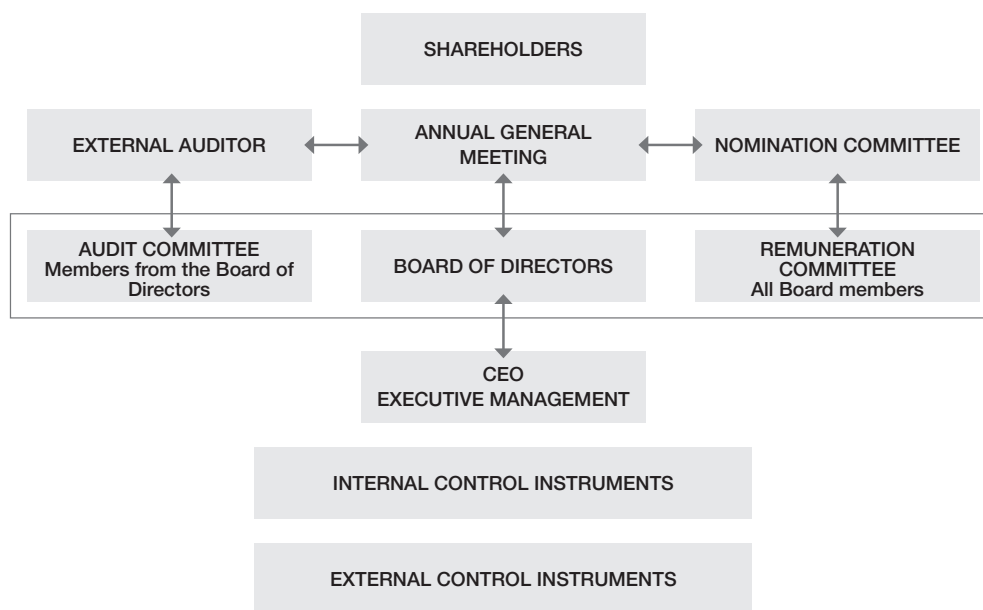 SHAREHOLDERS
EXTERNAL AUDITOR
ANNUAL GENERAL
MEETING
NOMINATION COMMITTEE
AUDIT COMMITTEE
Members from the Board of
Directors
BOARD OF DIRECTORS
REMUNERATION
COMMITTEE
All Board members
CEO
EXECUTIVE MANAGEMENT
INTERNAL CONTROL INSTRUMENTS
EXTERNAL CONTROL INSTRUMENTS